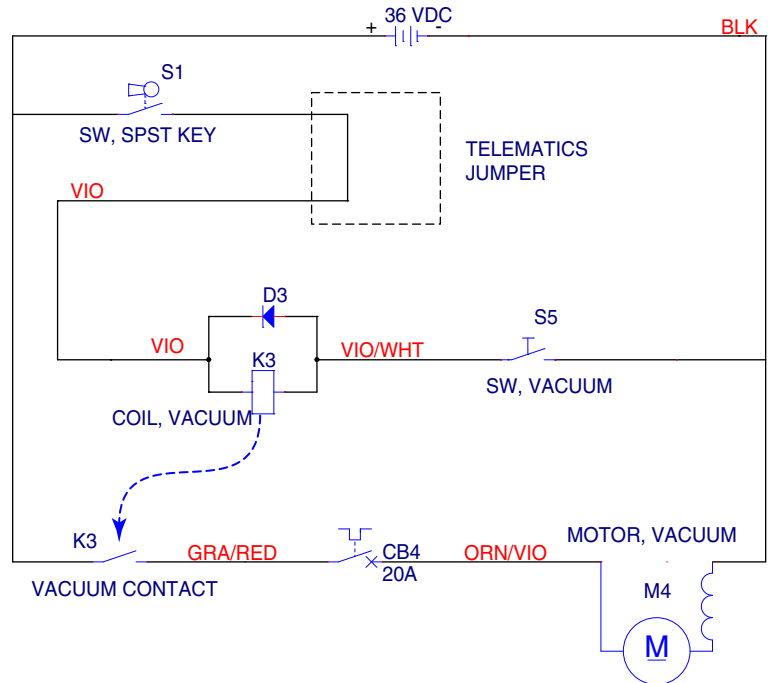 36 VDC
+ -
BLK
S1
SW, SPST KEY
TELEMATICS
JUMPER
VIO
D3
S5
VIO
K3
VIO/WHT
SW, VACUUM
COIL, VACUUM
K3
GRA/RED
CB4
20A
ORN/VIO
MOTOR, VACUUM
VACUUM CONTACT
M4
M